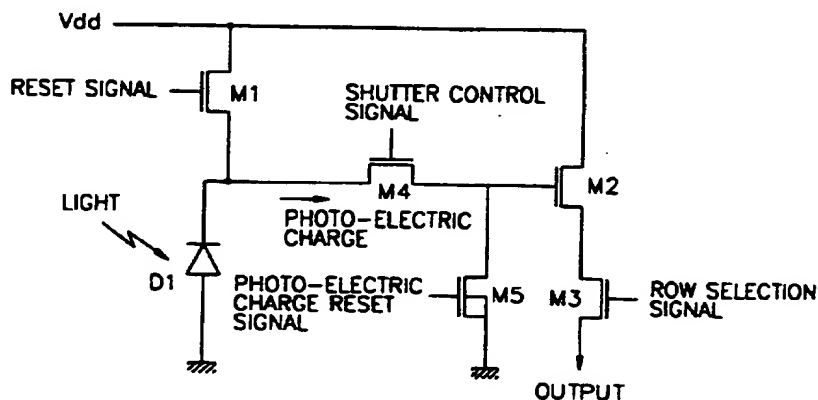 Vdd
RESET SIGNAL
M1
SHUTTER CONTROL
SIGNAL
M4
M2
LIGHT
PHOTO-ELECTRIC
CHARGE
D1
PHOTO-ELECTRIC
CHARGE RESET
SIGNAL
M5
M3
ROW SELECTION
SIGNAL
OUTPUT